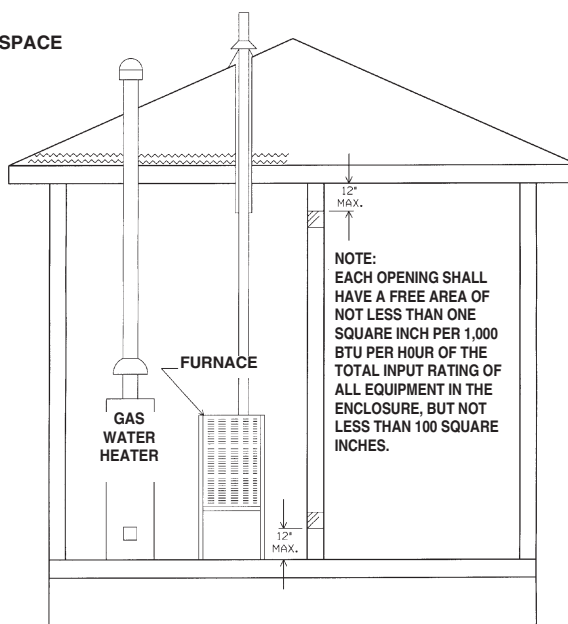 SPACE
12"
MAX.
NOTE:
EACH OPENING SHALL
HAVE A FREE AREA OF
NOT LESS THAN ONE
SQUARE INCH PER 1,000
BTU PER H0UR OF THE
TOTAL INPUT RATING OF
ALL EQUIPMENT IN THE
ENCLOSURE, BUT NOT
LESS THAN 100 SQUARE
INCHES.
FURNACE
GAS
WATER
HEATER
12"
MAX.